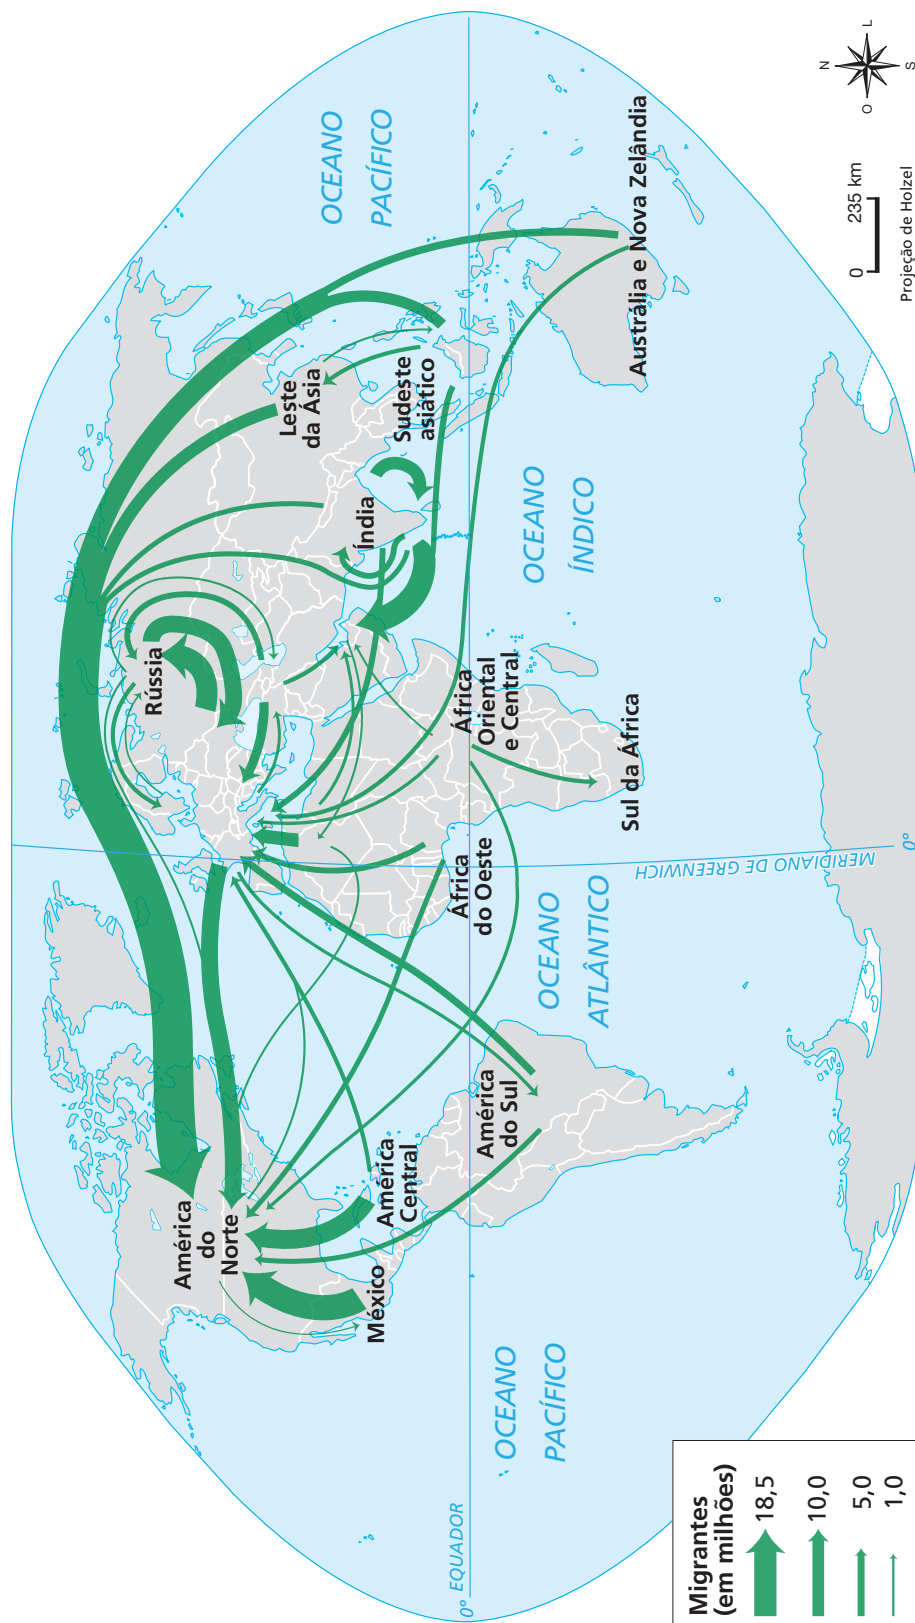 OCEANO
PACÍFICO
América
do
Norte
México
América
Central
América
do Sul
OCEANO
PACÍFICO
OCEANO
ATLÂNTICO
África
do Oeste
África
Oriental
e Central
Sul da África
Rússia
Índia
Leste
da Ásia
Sudeste
asiático
OCEANO
ÍNDICO
Austrália e Nova Zelândia
0° EQUADOR
MERIDIANO DE GREENWICH
0°
Migrantes
(em milhões)
18,5
10,0
5,0
1,0
N
O
L
S
0 235 km
Projeção de Holzel